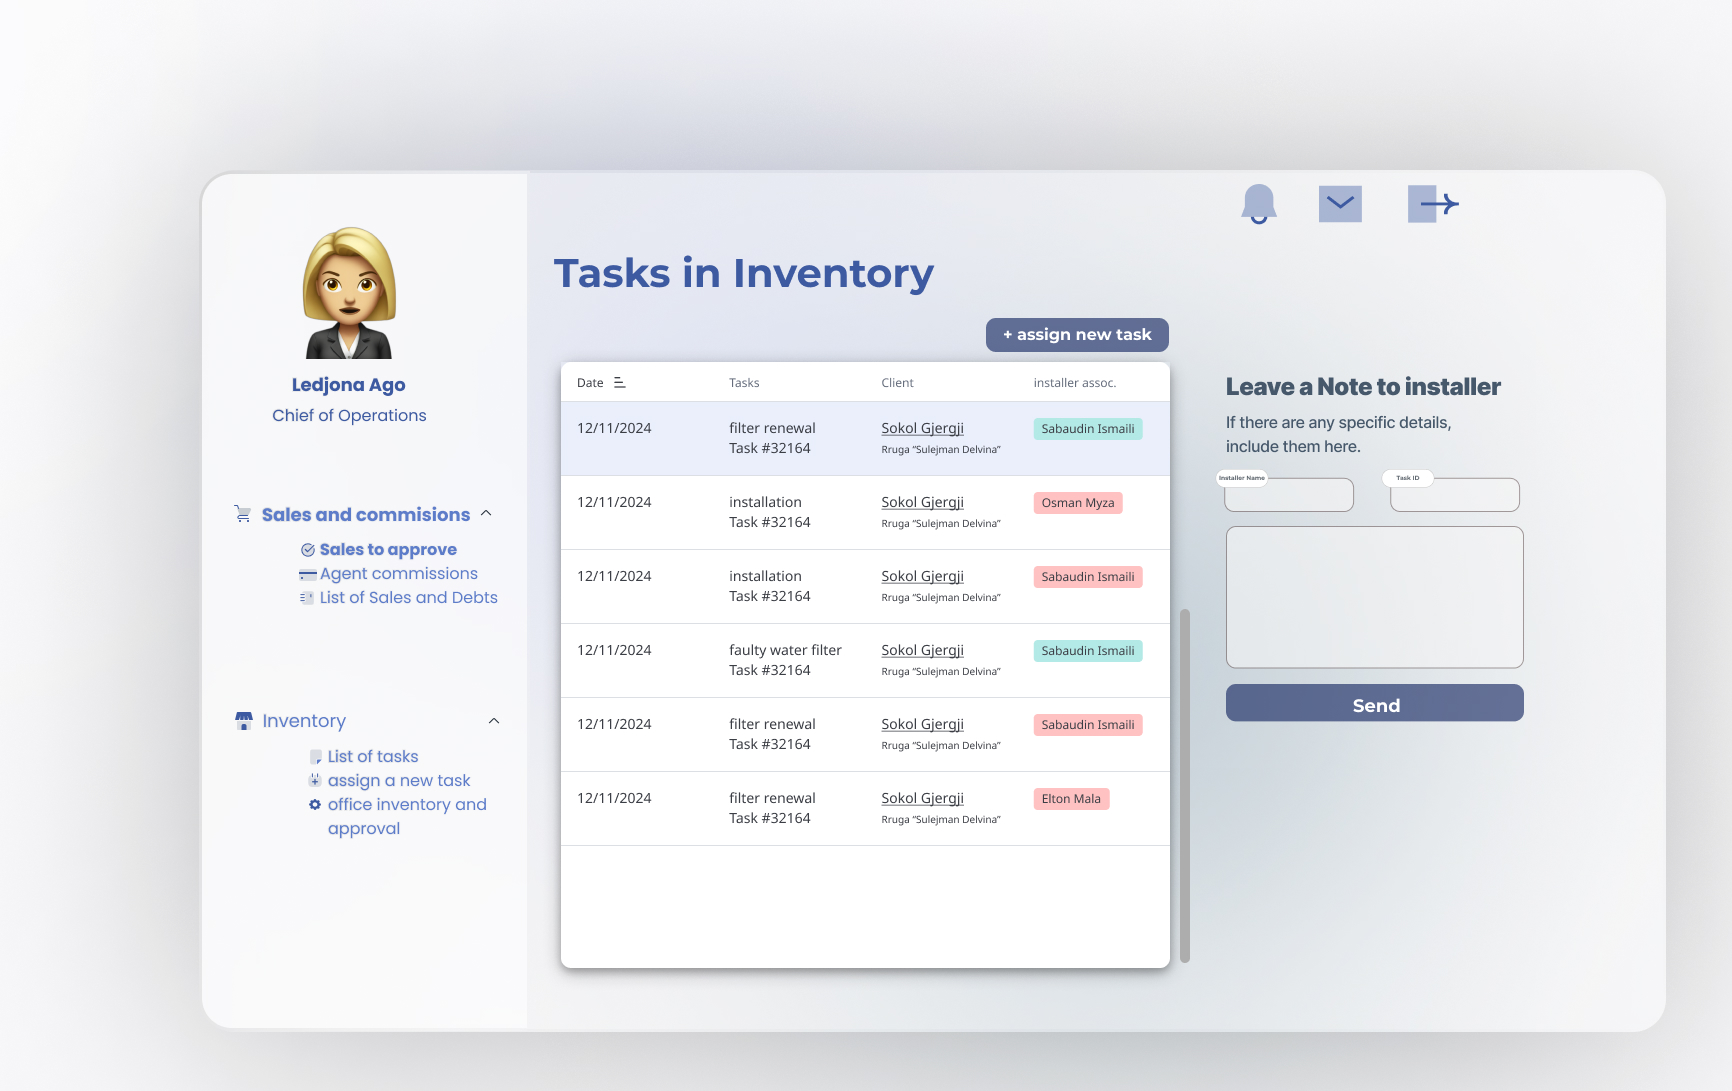 Ledjona Ago
Chief of Operations
Sales and commisions
Sales to approve
Agent commissions
List of Sales and Debts
Inventory
List of tasks
assign a new task
office inventory and
approval
Tasks in Inventory
+ assign new task
Date Tasks Client installer assoc.
12/11/2024 filter renewal Sokol Gjergji Sabaudin Ismaili
Task #32164 Rruga “Sulejman Delvina”
12/11/2024 installation Sokol Gjergji Osman Myza
Task #32164 Rruga “Sulejman Delvina”
12/11/2024 installation Sokol Gjergji Sabaudin Ismaili
Task #32164 Rruga “Sulejman Delvina”
12/11/2024 faulty water filter Sokol Gjergji Sabaudin Ismaili
Task #32164 Rruga “Sulejman Delvina”
12/11/2024 filter renewal Sokol Gjergji Sabaudin Ismaili
Task #32164 Rruga “Sulejman Delvina”
12/11/2024 filter renewal Sokol Gjergji Elton Mala
Task #32164 Rruga “Sulejman Delvina”
Leave a Note to installer
If there are any specific details,
include them here.
Installer Name Task ID
Send